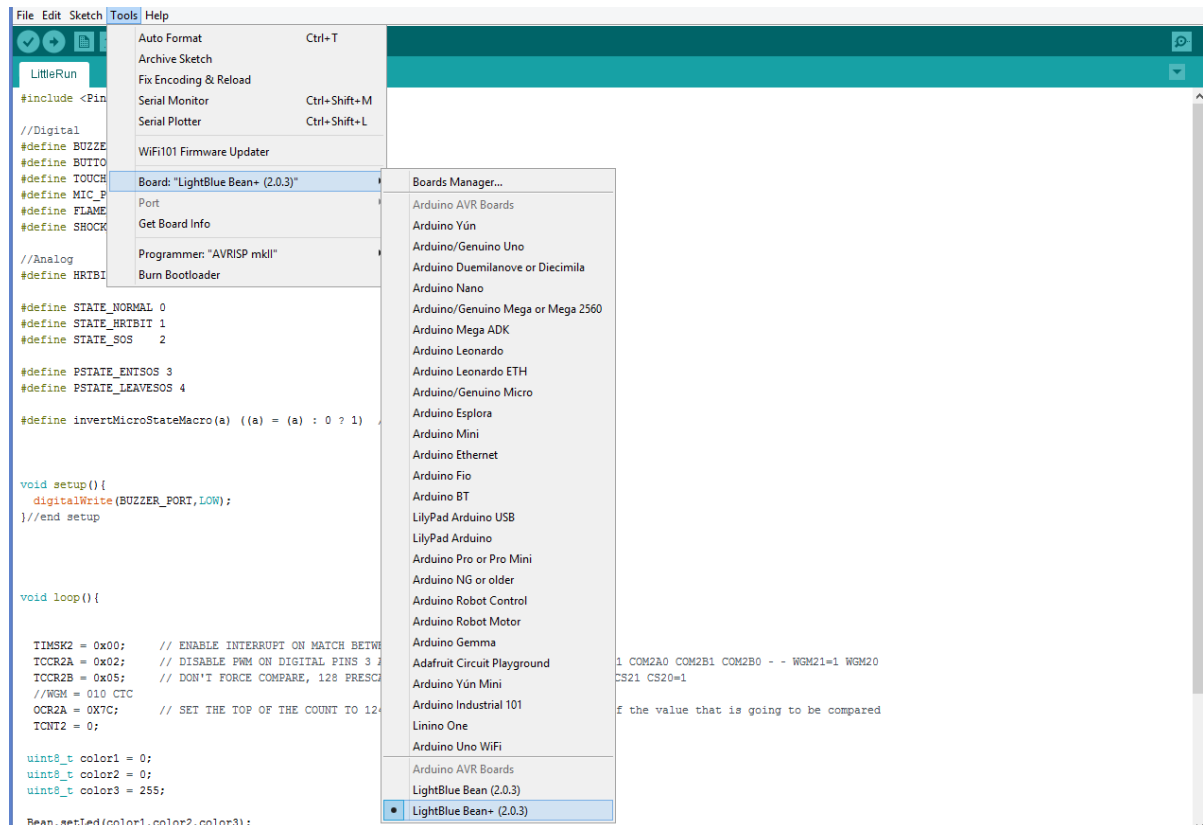 File Edit Sketch Tools Help
LittleRun
Auto Format Ctrl+T
Archive Sketch
Fix Encoding & Reload
Serial Monitor Ctrl+Shift+M
Serial Plotter Ctrl+Shift+L
WiFi101 Firmware Updater
Board: "LightBlue Bean+ (2.0.3)"
Port
Get Board Info
Programmer: "AVRISP mkII"
Burn Bootloader
Boards Manager...
Arduino AVR Boards
Arduino Yún
Arduino/Genuino Uno
Arduino Duemilanove or Diecimila
Arduino Nano
Arduino/Genuino Mega or Mega 2560
Arduino Mega ADK
Arduino Leonardo
Arduino Leonardo ETH
Arduino/Genuino Micro
Arduino Esplora
Arduino Mini
Arduino Ethernet
Arduino Fio
Arduino BT
LilyPad Arduino USB
LilyPad Arduino
Arduino Pro or Pro Mini
Arduino NG or older
Arduino Robot Control
Arduino Robot Motor
Arduino Gemma
Adafruit Circuit Playground
Arduino Yún Mini
Arduino Industrial 101
Linino One
Arduino Uno WiFi
Arduino AVR Boards
LightBlue Bean (2.0.3)
LightBlue Bean+ (2.0.3)
#include <Pin
//Digital
#define BUZZE
#define BUTTO
#define TOUCH
#define MIC_P
#define FLAME
#define SHOCK
//Analog
#define HRTBI
#define STATE_NORMAL 0
#define STATE_HRTBIT 1
#define STATE_SOS 2
#define PSTATE_ENTSOS 3
#define PSTATE_LEAVESOS 4
#define invertMicroStateMacro(a) ((a) = (a) : 0 ? 1)
void setup(){
digitalWrite(BUZZER_PORT,LOW);
}//end setup
void loop(){
TIMSK2 = 0x00; // ENABLE INTERRUPT ON MATCH BETW
TCCR2A = 0x02; // DISABLE PWM ON DIGITAL PINS 3 1 COM2A0 COM2B1 COM2B0 - - WGM21=1 WGM20
TCCR2B = 0x05; // DON'T FORCE COMPARE, 128 PRESC CS21 CS20=1
//WGM = 010 CTC
OCR2A = 0X7C; // SET THE TOP OF THE COUNT TO 12 f the value that is going to be compared
TCNT2 = 0;
uint8_t color1 = 0;
uint8_t color2 = 0;
uint8_t color3 = 255;
Bean.setLed(color1,color2,color3);